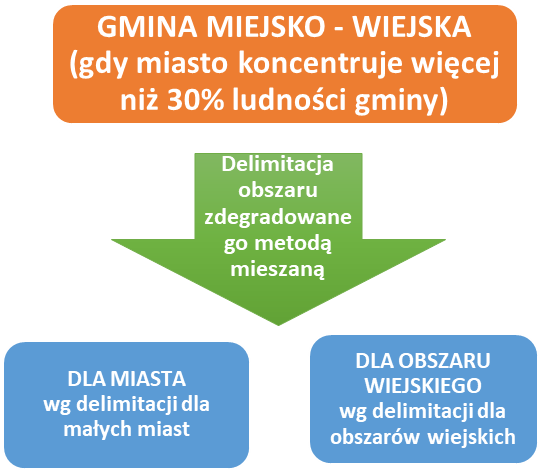 GMINA MIEJSKO - WIEJSKA
(gdy miasto koncentruje więcej
niż 30% ludności gminy)
Delimitacja
obszaru
zdegradowane
go metodą
mieszaną
DLA MIASTA
wg delimitacji dla
małych miast
DLA OBSZARU
WIEJSKIEGO
wg delimitacji dla
obszarów wiejskich